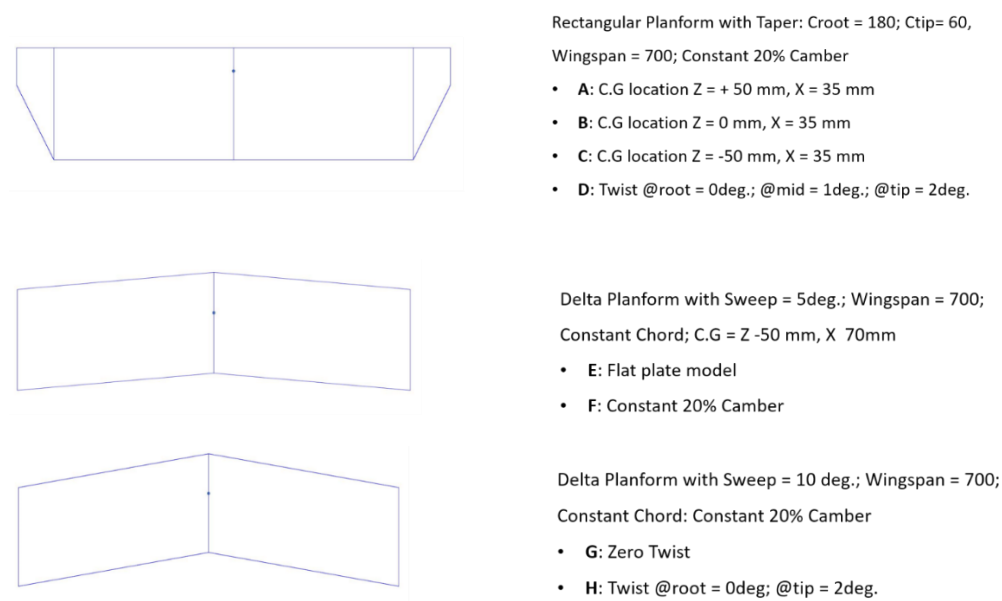 Rectangular Planform with Taper: Croot = 180; Ctip= 60,
Wingspan = 700; Constant 20% Camber
• A: C.G location Z = + 50 mm, X = 35 mm
• B: C.G location Z = 0 mm, X = 35 mm
• C: C.G location Z = -50 mm, X = 35 mm
• D: Twist @root = 0deg.; @mid = 1deg.; @tip = 2deg.
Delta Planform with Sweep = 5deg.; Wingspan = 700;
Constant Chord; C.G = Z -50 mm, X 70mm
• E: Flat plate model
• F: Constant 20% Camber
Delta Planform with Sweep = 10 deg.; Wingspan = 700;
Constant Chord: Constant 20% Camber
• G: Zero Twist
• H: Twist @root = 0deg; @tip = 2deg.